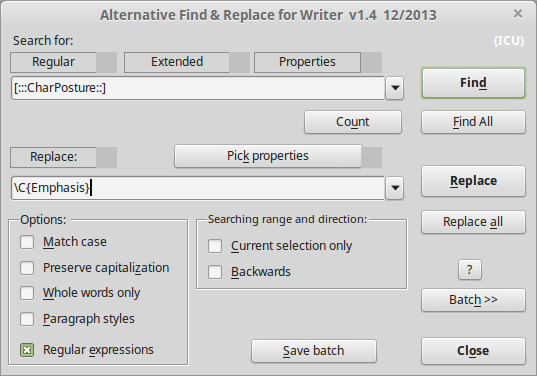 Alternative Find & Replace for Writer v1.4 12/2013
Search for:
(ICU)
Regular Extended Properties
Find
[:::CharPosture::]
Count Find All
Replace: Pick properties
Replace
\C{Emphasis}
Replace all
Options:
Searching range and direction:
Match case
Current selection only
Preserve capitalization
Backwards
?
Whole words only
Batch >>
Paragraph styles
Regular expressions
Save batch
Close